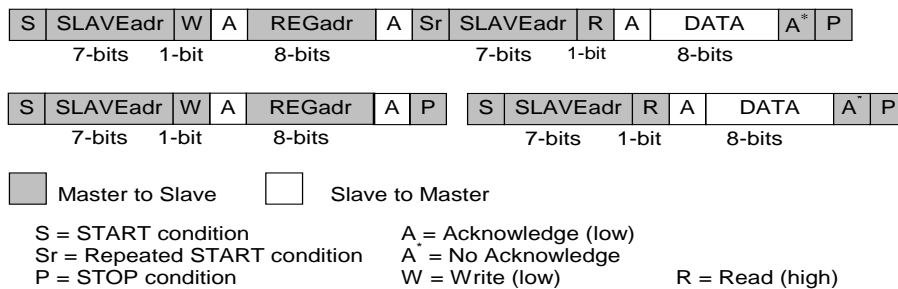 S SLAVEadr W A REGadr A Sr SLAVEadr R A DATA A* P
7-bits 1-bit 8-bits 7-bits 1-bit 8-bits
S SLAVEadr W A REGadr A P S SLAVEadr R A DATA A* P
7-bits 1-bit 8-bits 7-bits 1-bit 8-bits
Master to Slave Slave to Master
S = START condition A = Acknowledge (low)
Sr = Repeated START condition A* = No Acknowledge
P = STOP condition W = Write (low) R = Read (high)